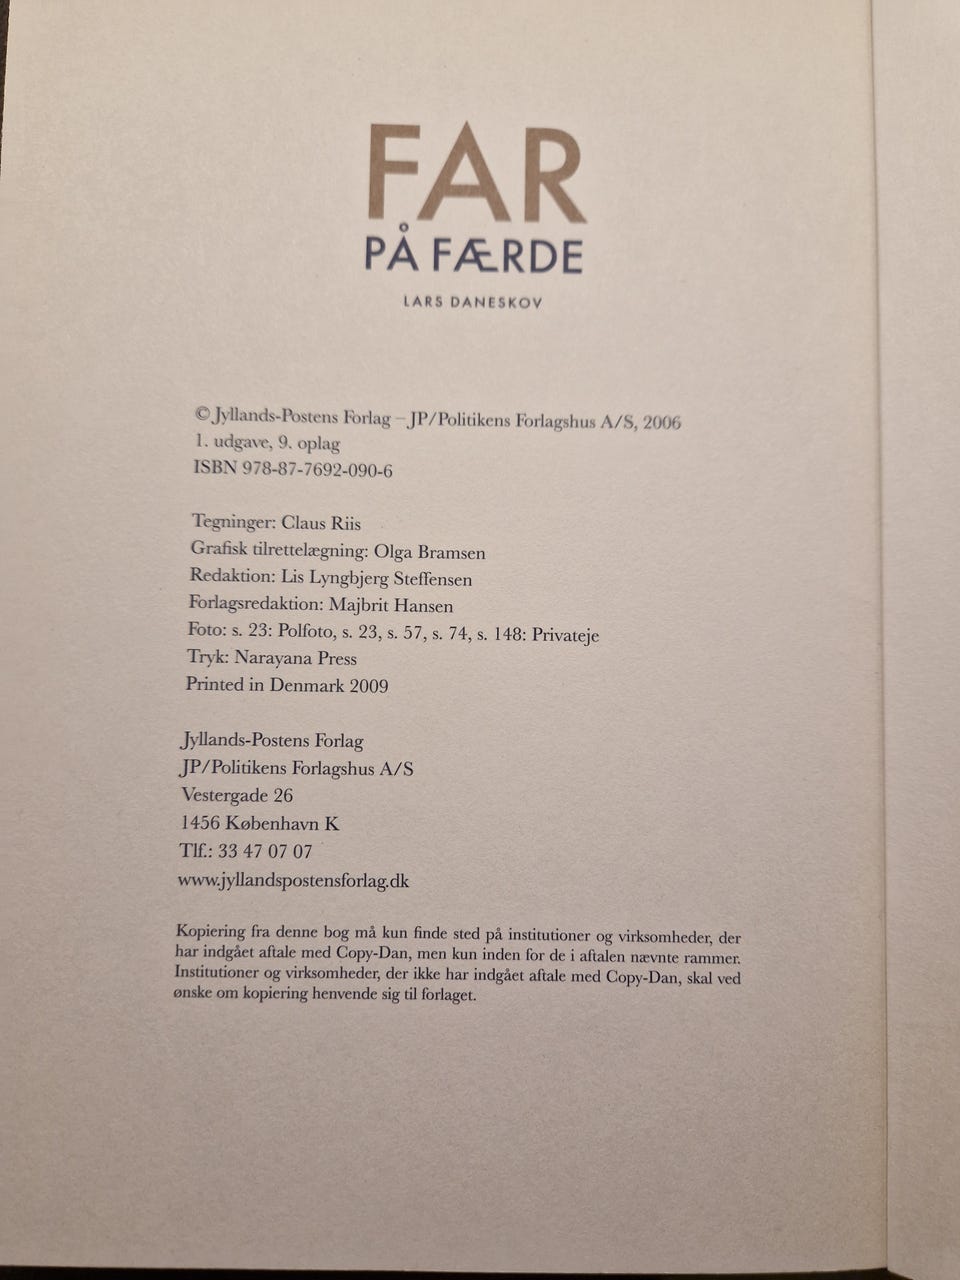 FAR
PÅ FÆRDE
LARS DANESKOV
© Jyllands-Postens Forlag – JP/Politikens Forlagshus A/S, 2006
1. udgave, 9. oplag
ISBN 978-87-7692-090-6
Tegninger: Claus Riis
Grafisk tilrettelægning: Olga Bramsen
Redaktion: Lis Lyngbjerg Steffensen
Forlagsredaktion: Majbrit Hansen
Foto: s. 23: Polfoto, s. 23, s. 57, s. 74, s. 148: Privateje
Tryk: Narayana Press
Printed in Denmark 2009
Jyllands-Postens Forlag
JP/Politikens Forlagshus A/S
Vestergade 26
1456 København K
Tlf.: 33 47 07 07
www.jyllandspostensforlag.dk
Kopiering fra denne bog må kun finde sted på institutioner og virksomheder, der
har indgået aftale med Copy-Dan, men kun inden for de i aftalen nævnte rammer.
Institutioner og virksomheder, der ikke har indgået aftale med Copy-Dan, skal ved
ønske om kopiering henvende sig til forlaget.